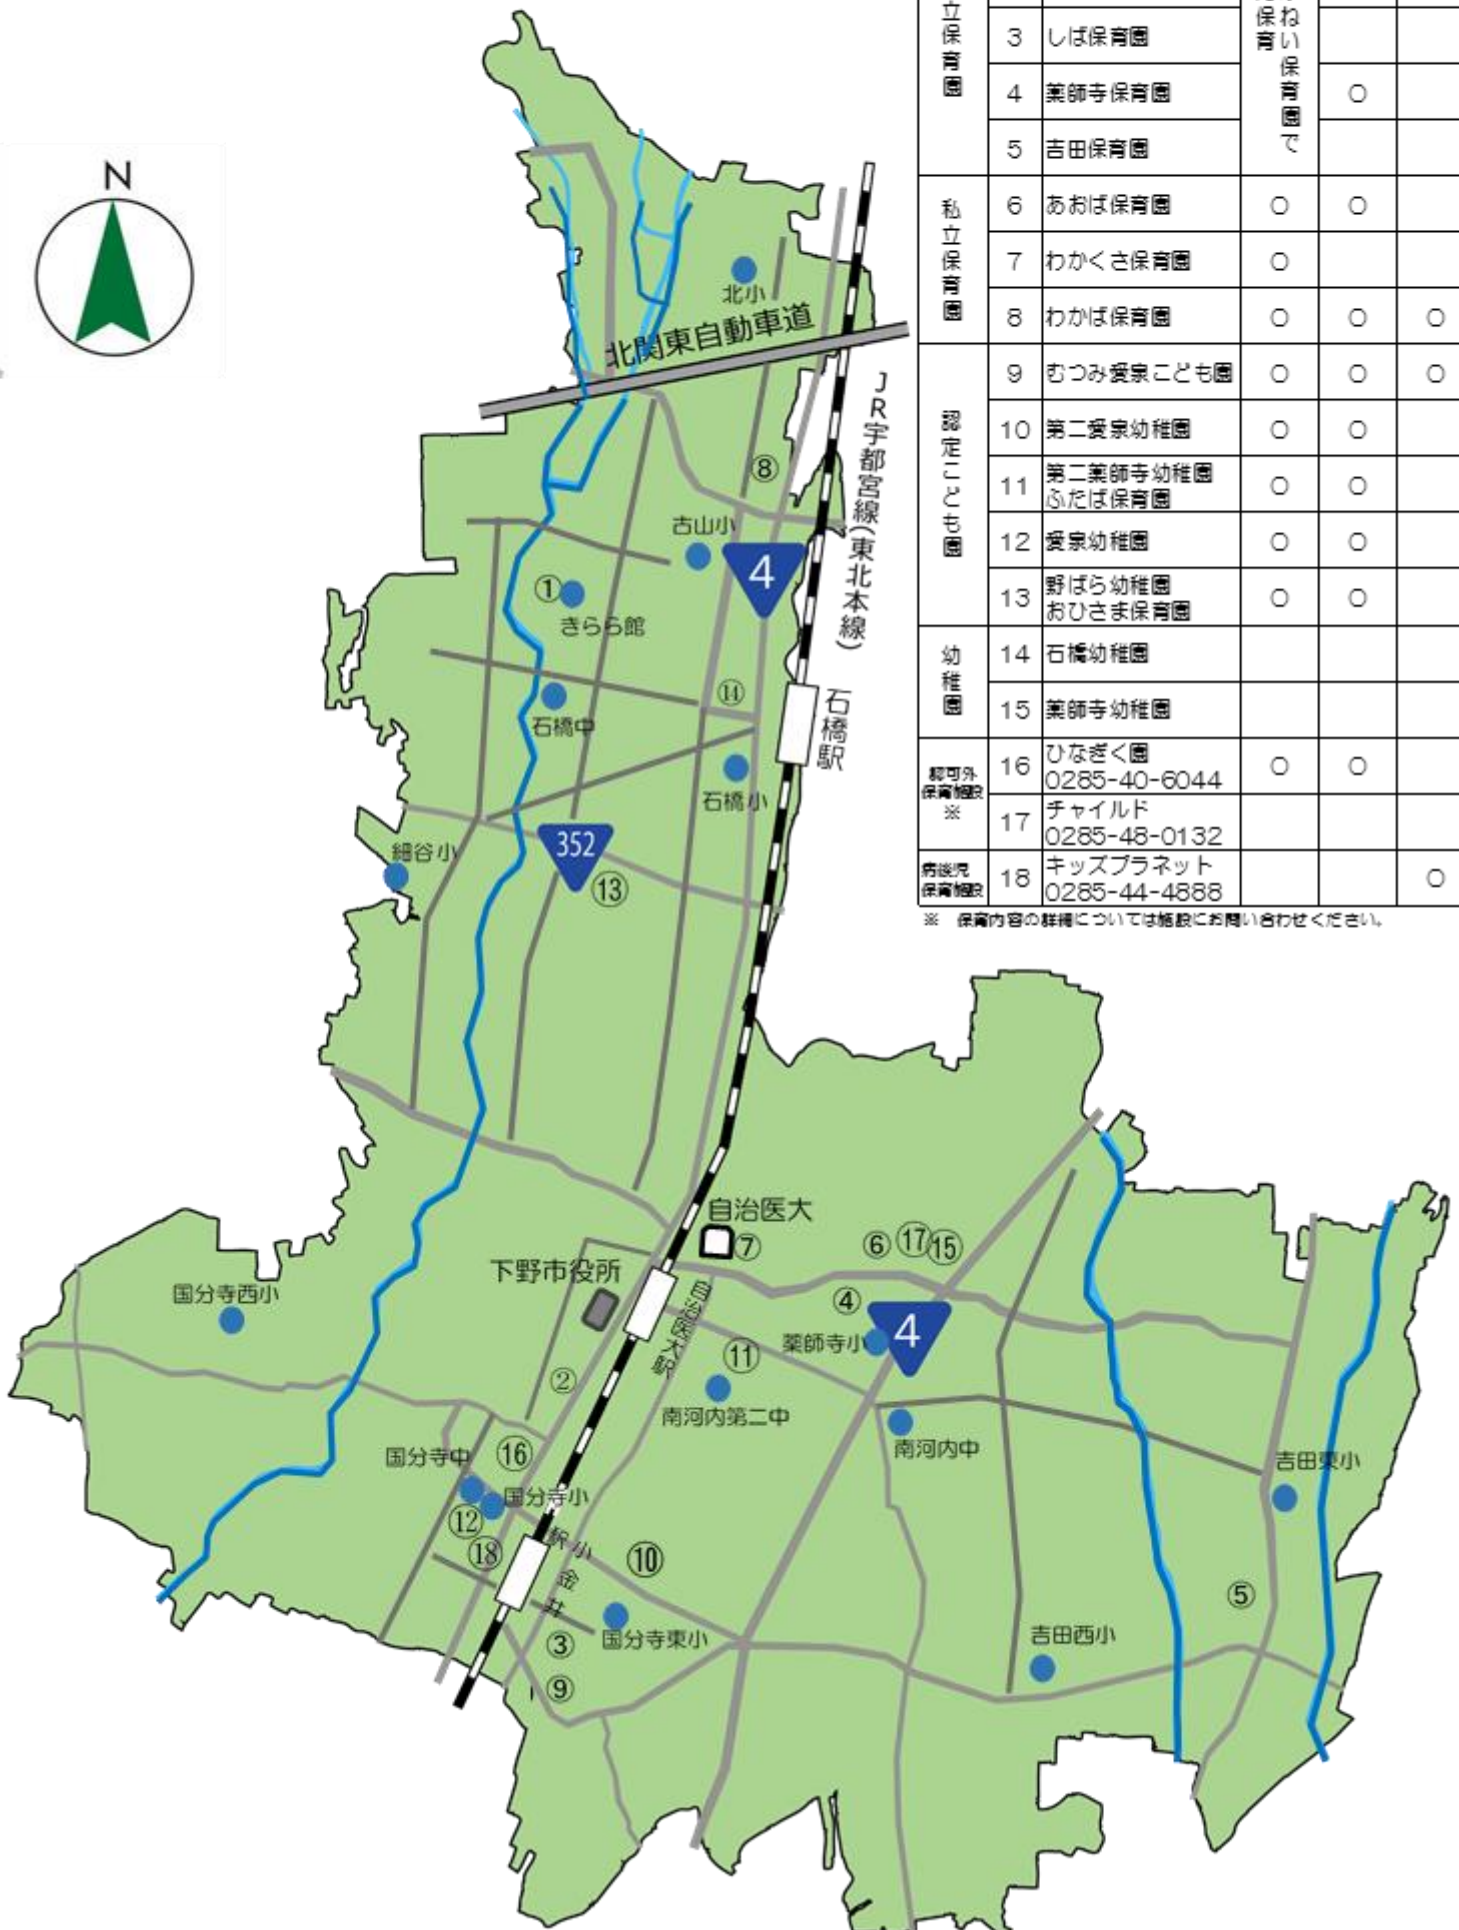 N
北小
北関東自動車道
JR宇都宮線(東北本線)
⑧
古山小
4
①
きらら館
⑭
石橋中
石橋駅
石橋小
352
細谷小
⑬
自治医大
⑦
⑥
⑰
⑮
下野市役所
自治医大駅
国分寺西小
④
4
薬師寺小
⑪
②
南河内第二中
南河内中
国分寺中
⑯
吉田東小
国分寺小
⑫
⑱
小金井駅
⑩
⑤
国分寺東小
③
吉田西小
⑨
立保育園
ねい保育園で
保育
3 しば保育園
4 薬師寺保育園 ○
5 吉田保育園
私立保育園
6 あおば保育園 ○ ○
7 わかくさ保育園 ○
8 わかば保育園 ○ ○ ○
認定こども園
9 むつみ愛泉こども園 ○ ○ ○
10 第二愛泉幼稚園 ○ ○
11 第二薬師寺幼稚園
ふたば保育園 ○ ○
12 愛泉幼稚園 ○ ○
13 野ばら幼稚園
おひさま保育園 ○ ○
幼稚園
14 石橋幼稚園
15 薬師寺幼稚園
認可外
保育施設
※
16 ひなぎく園
0285-40-6044 ○ ○
17 チャイルド
0285-48-0132
病後児
保育施設
18 キッズプラネット
0285-44-4888 ○
※ 保育内容の詳細については施設にお問い合わせください。